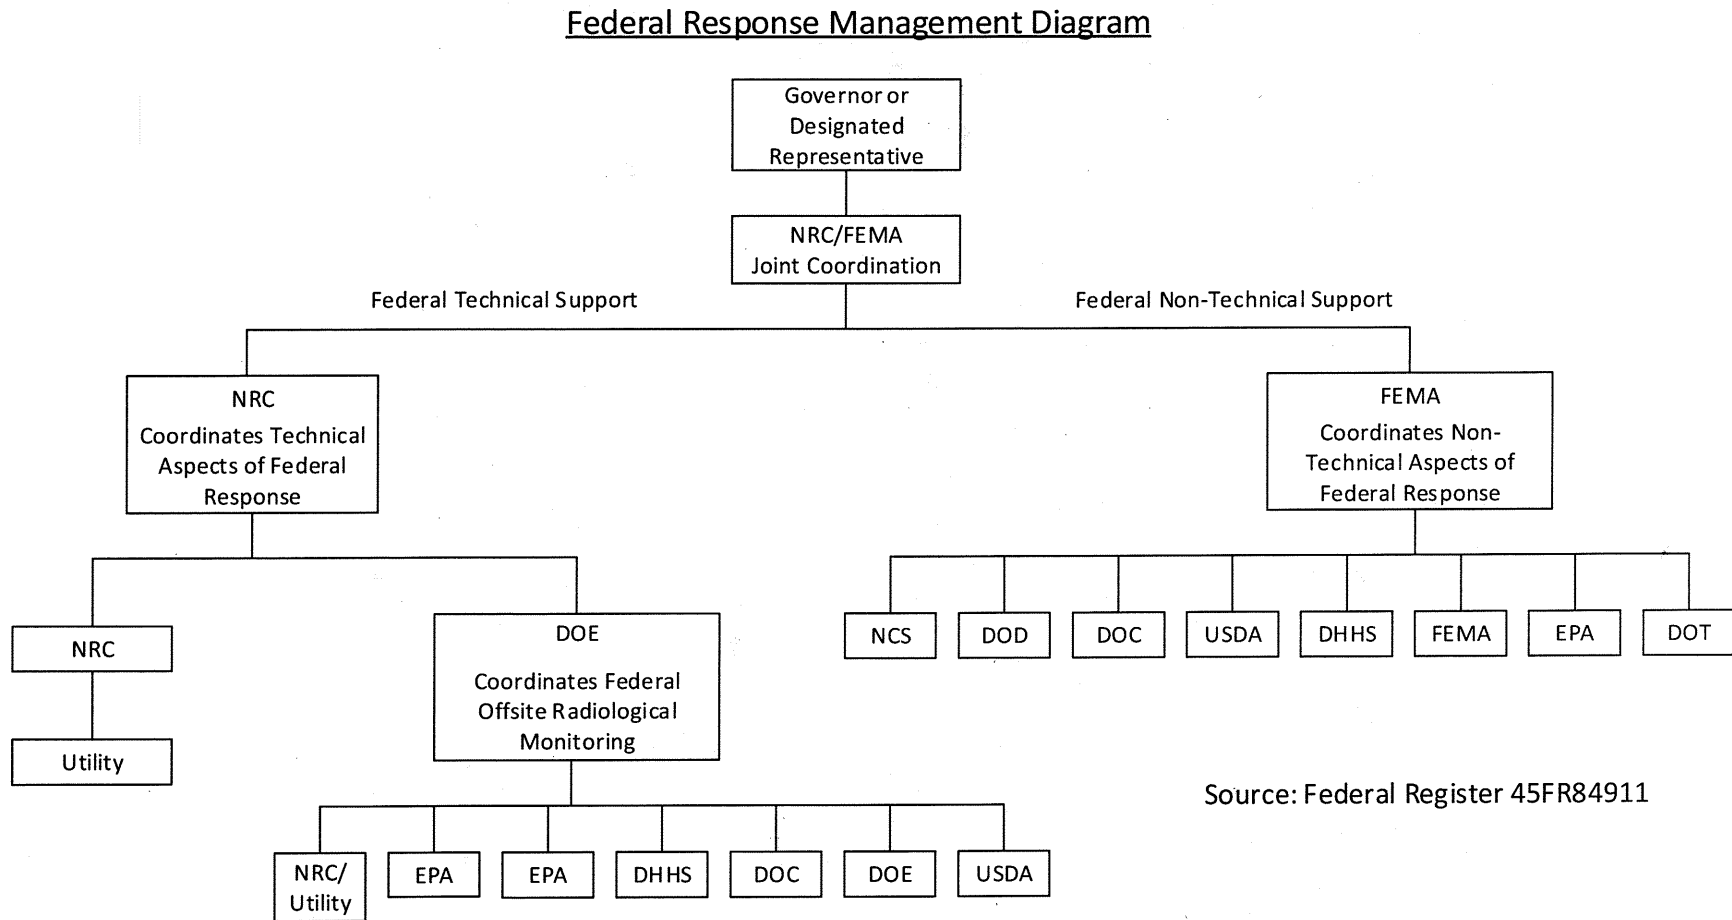 Federal Response Management Diagram
Governor or
Designated
Representative
NRC/FEMA
Joint Coordination
Federal Technical Support
Federal Non-Technical Support
NRC
Coordinates Technical
Aspects of Federal
Response
FEMA
Coordinates Non-
Technical Aspects of
Federal Response
NRC
Utility
DOE
Coordinates Federal
Offsite Radiological
Monitoring
NCS
DOD
DOC
USDA
DHHS
FEMA
EPA
DOT
NRC/
Utility
EPA
EPA
DHHS
DOC
DOE
USDA
Source: Federal Register 45FR84911